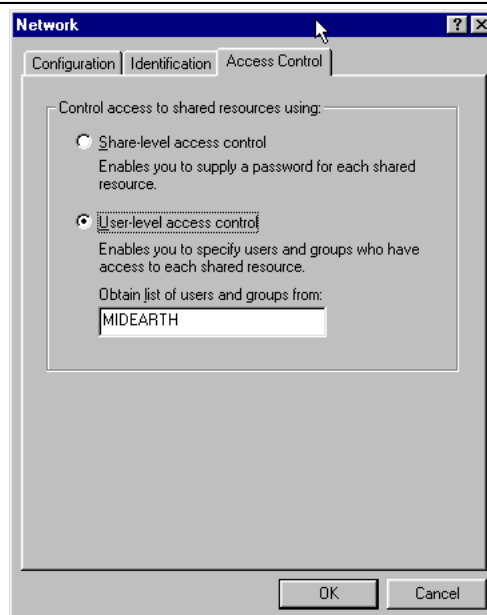 Network
Configuration Identification Access Control
Control access to shared resources using:
Share-level access control
Enables you to supply a password for each shared
resource.
User-level access control
Enables you to specify users and groups who have
access to each shared resource.
Obtain list of users and groups from:
MIDEARTH
OK Cancel